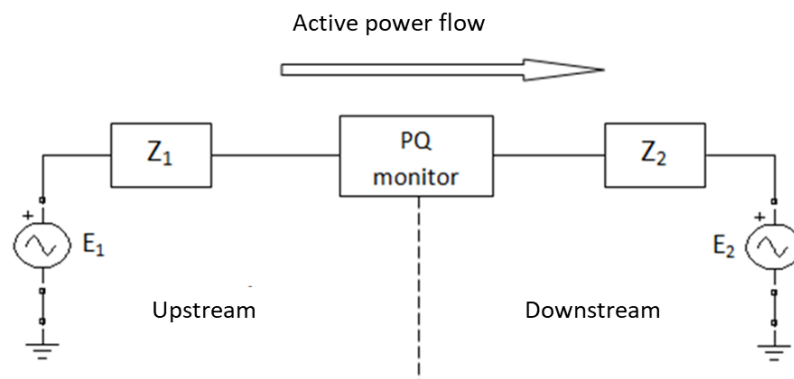 Active power flow
Z1
PQ
monitor
Z2
+
E1
+
E2
Upstream
Downstream